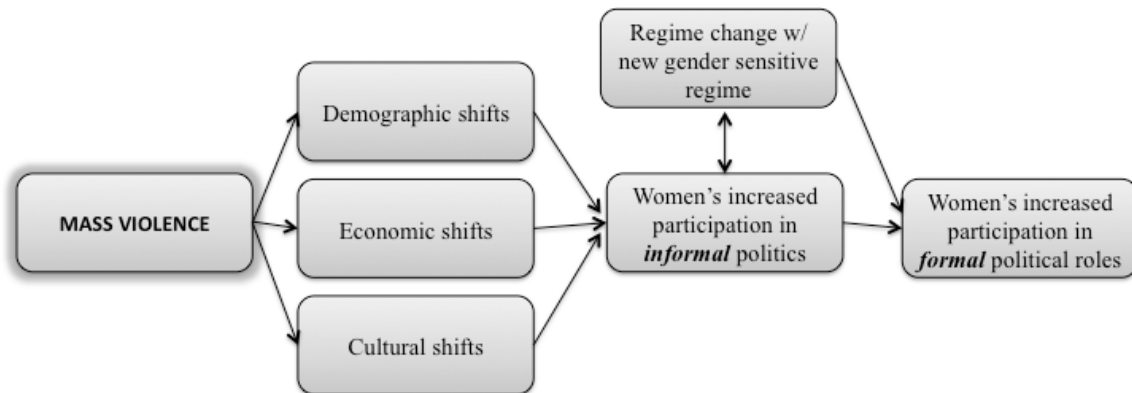 MASS VIOLENCE
Demographic shifts
Economic shifts
Cultural shifts
Regime change w/
new gender sensitive
regime
Women’s increased
participation in
informal politics
Women’s increased
participation in
formal political roles